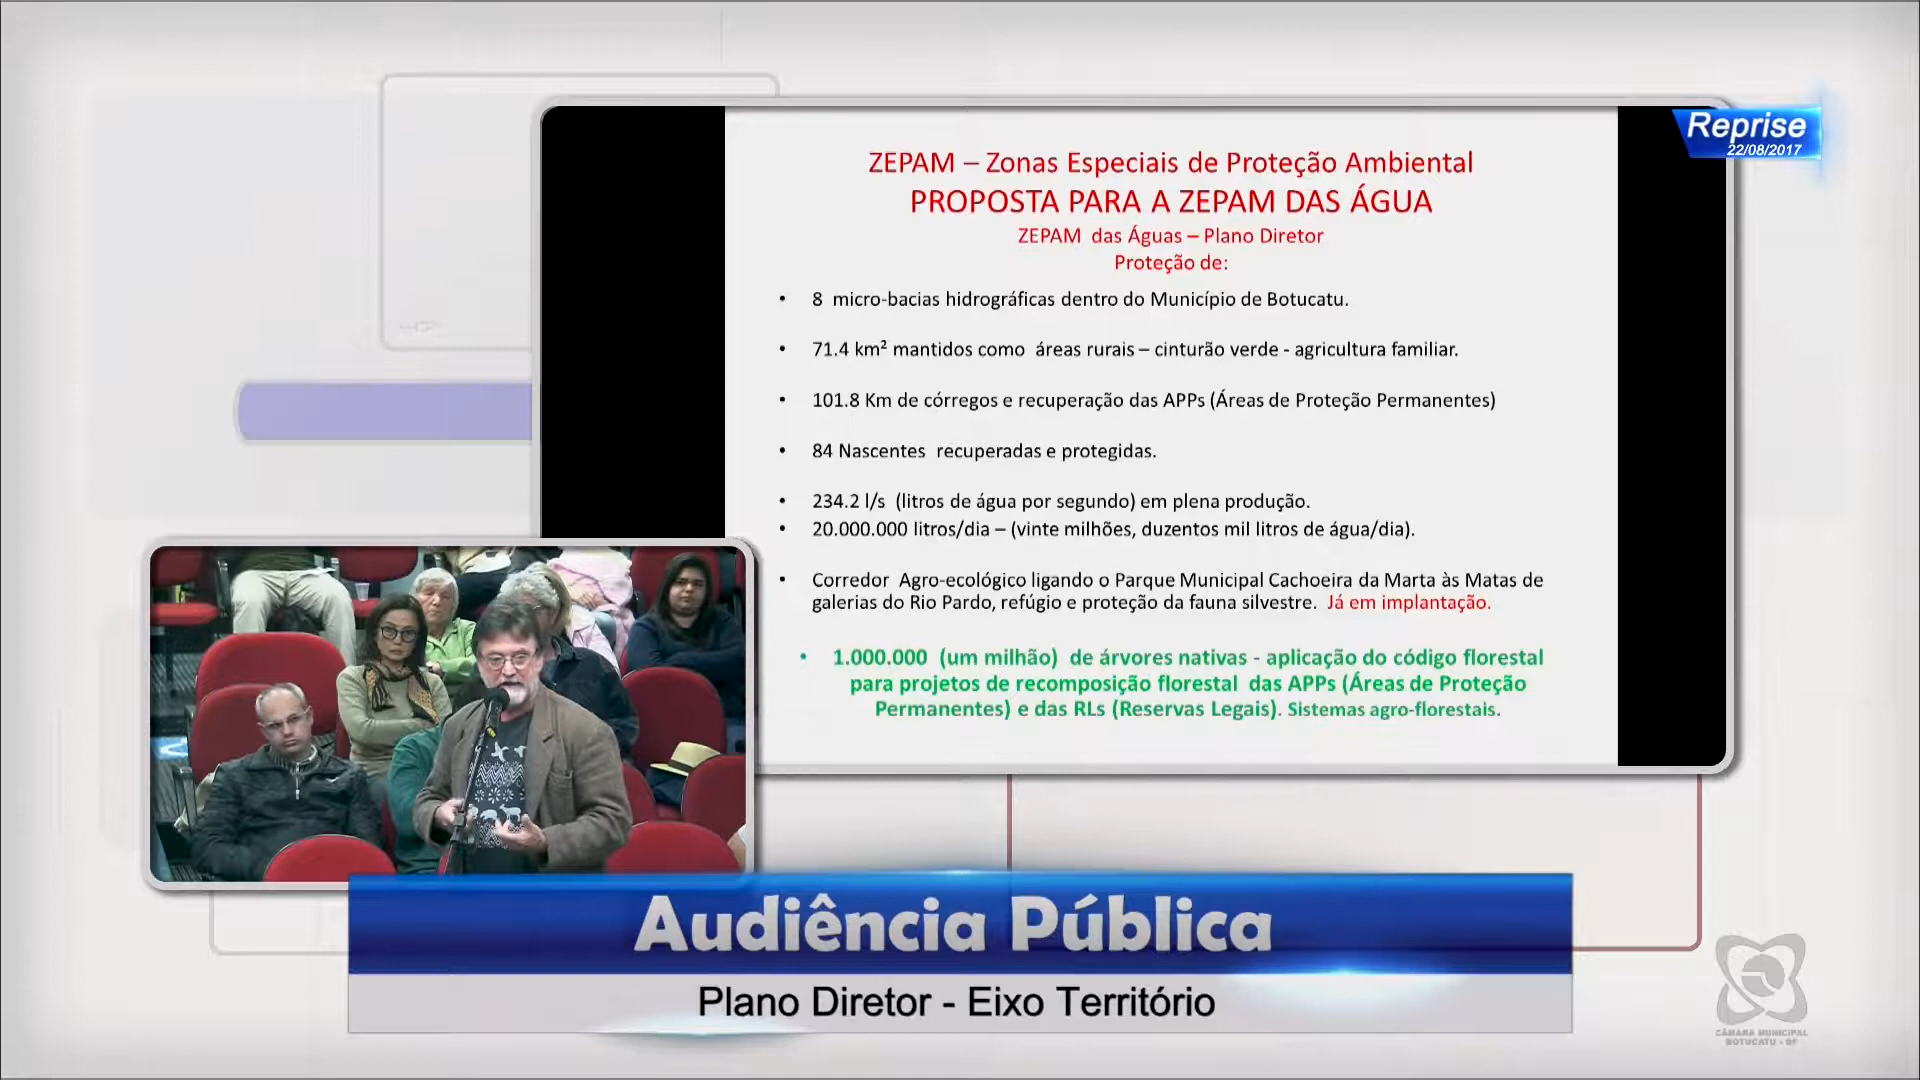 Reprise
22/08/2017
ZEPAM – Zonas Especiais de Proteção Ambiental
PROPOSTA PARA A ZEPAM DAS ÁGUA
ZEPAM das Águas – Plano Diretor
Proteção de:
• 8 micro-bacias hidrográficas dentro do Município de Botucatu.
• 71.4 km² mantidos como áreas rurais – cinturão verde - agricultura familiar.
• 101.8 Km de córregos e recuperação das APPs (Áreas de Proteção Permanentes)
• 84 Nascentes recuperadas e protegidas.
• 234.2 l/s (litros de água por segundo) em plena produção.
• 20.000.000 litros/dia – (vinte milhões, duzentos mil litros de água/dia).
• Corredor Agro-ecológico ligando o Parque Municipal Cachoeira da Marta às Matas de
galerias do Rio Pardo, refúgio e proteção da fauna silvestre. Já em implantação.
• 1.000.000 (um milhão) de árvores nativas - aplicação do código florestal
para projetos de recomposição florestal das APPs (Áreas de Proteção
Permanentes) e das RLs (Reservas Legais). Sistemas agro-florestais.
Audiência Pública
Plano Diretor - Eixo Território
CÂMARA MUNICIPAL
BOTUCATU - SP